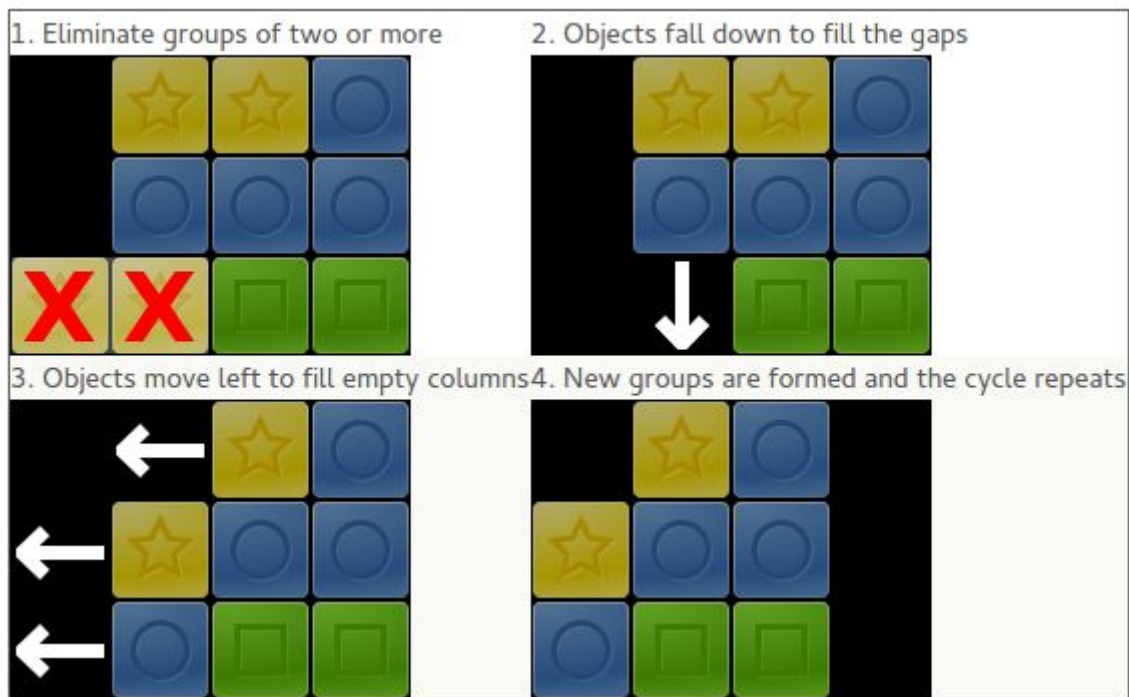 1. Eliminate groups of two or more
2. Objects fall down to fill the gaps
3. Objects move left to fill empty columns
4. New groups are formed and the cycle repeats